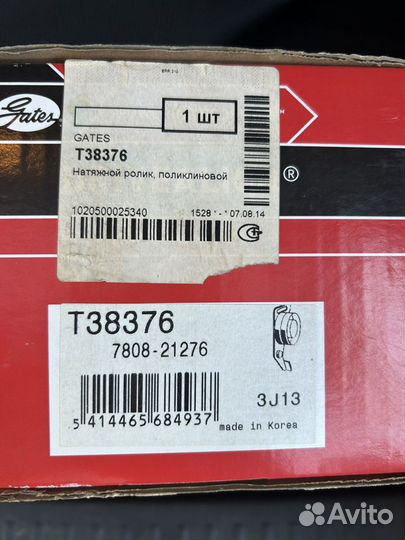 1 шт
GATES
T38376
Натяжной ролик, поликлиновой
1020500025340
1528 '-' 07.08.14
Gates
®
T38376
7808-21276
5 414465 684937
3J13
made in Korea
Avito